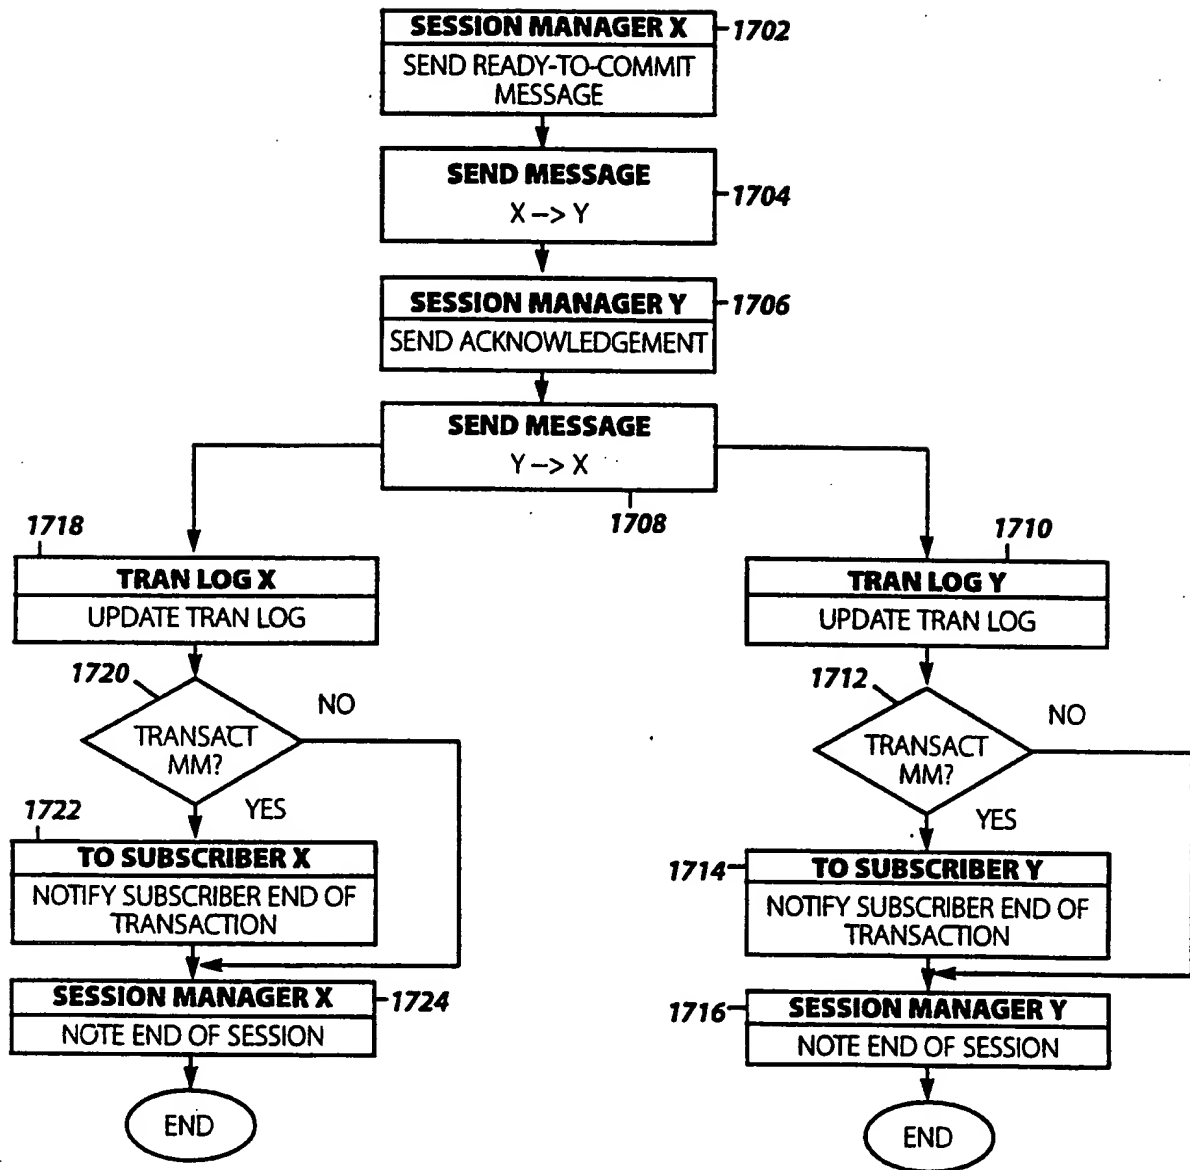 SESSION MANAGER X
1702
SEND READY-TO-COMMIT
MESSAGE
SEND MESSAGE
1704
X –> Y
SESSION MANAGER Y
1706
SEND ACKNOWLEDGEMENT
SEND MESSAGE
Y –> X
1708
1718
TRAN LOG X
UPDATE TRAN LOG
1720
NO
TRANSACT
MM?
YES
1722
TO SUBSCRIBER X
NOTIFY SUBSCRIBER END OF
TRANSACTION
SESSION MANAGER X
1724
NOTE END OF SESSION
END
1710
TRAN LOG Y
UPDATE TRAN LOG
1712
NO
TRANSACT
MM?
YES
1714
TO SUBSCRIBER Y
NOTIFY SUBSCRIBER END OF
TRANSACTION
1716
SESSION MANAGER Y
NOTE END OF SESSION
END